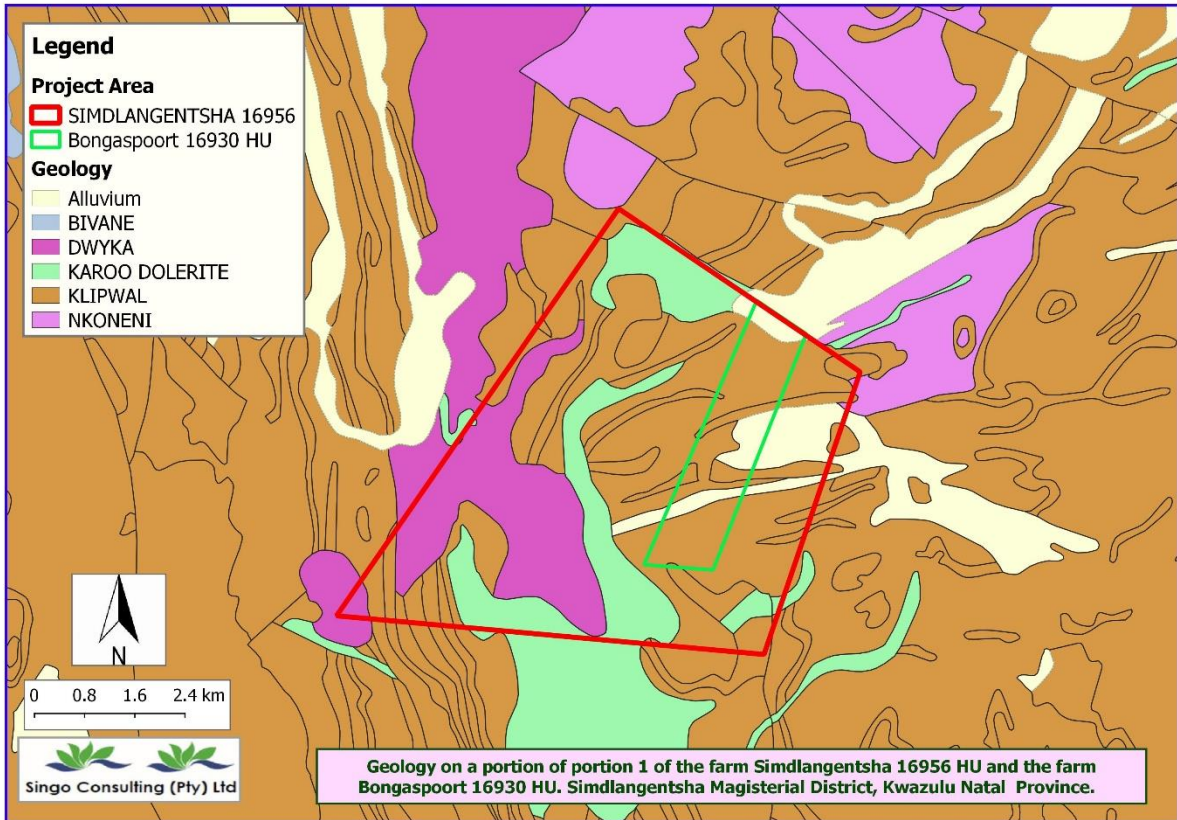 Legend
Project Area
SIMDLANGENTSHA 16956
Bongaspoort 16930 HU
Geology
Alluvium
BIVANE
DWYKA
KAROO DOLERITE
KLIPWAL
NKONENI
N
0 0.8 1.6 2.4 km
Singo Consulting (Pty) Ltd
Geology on a portion of portion 1 of the farm Simdlangentsha 16956 HU and the farm
Bongaspoort 16930 HU. Simdlangentsha Magisterial District, Kwazulu Natal Province.